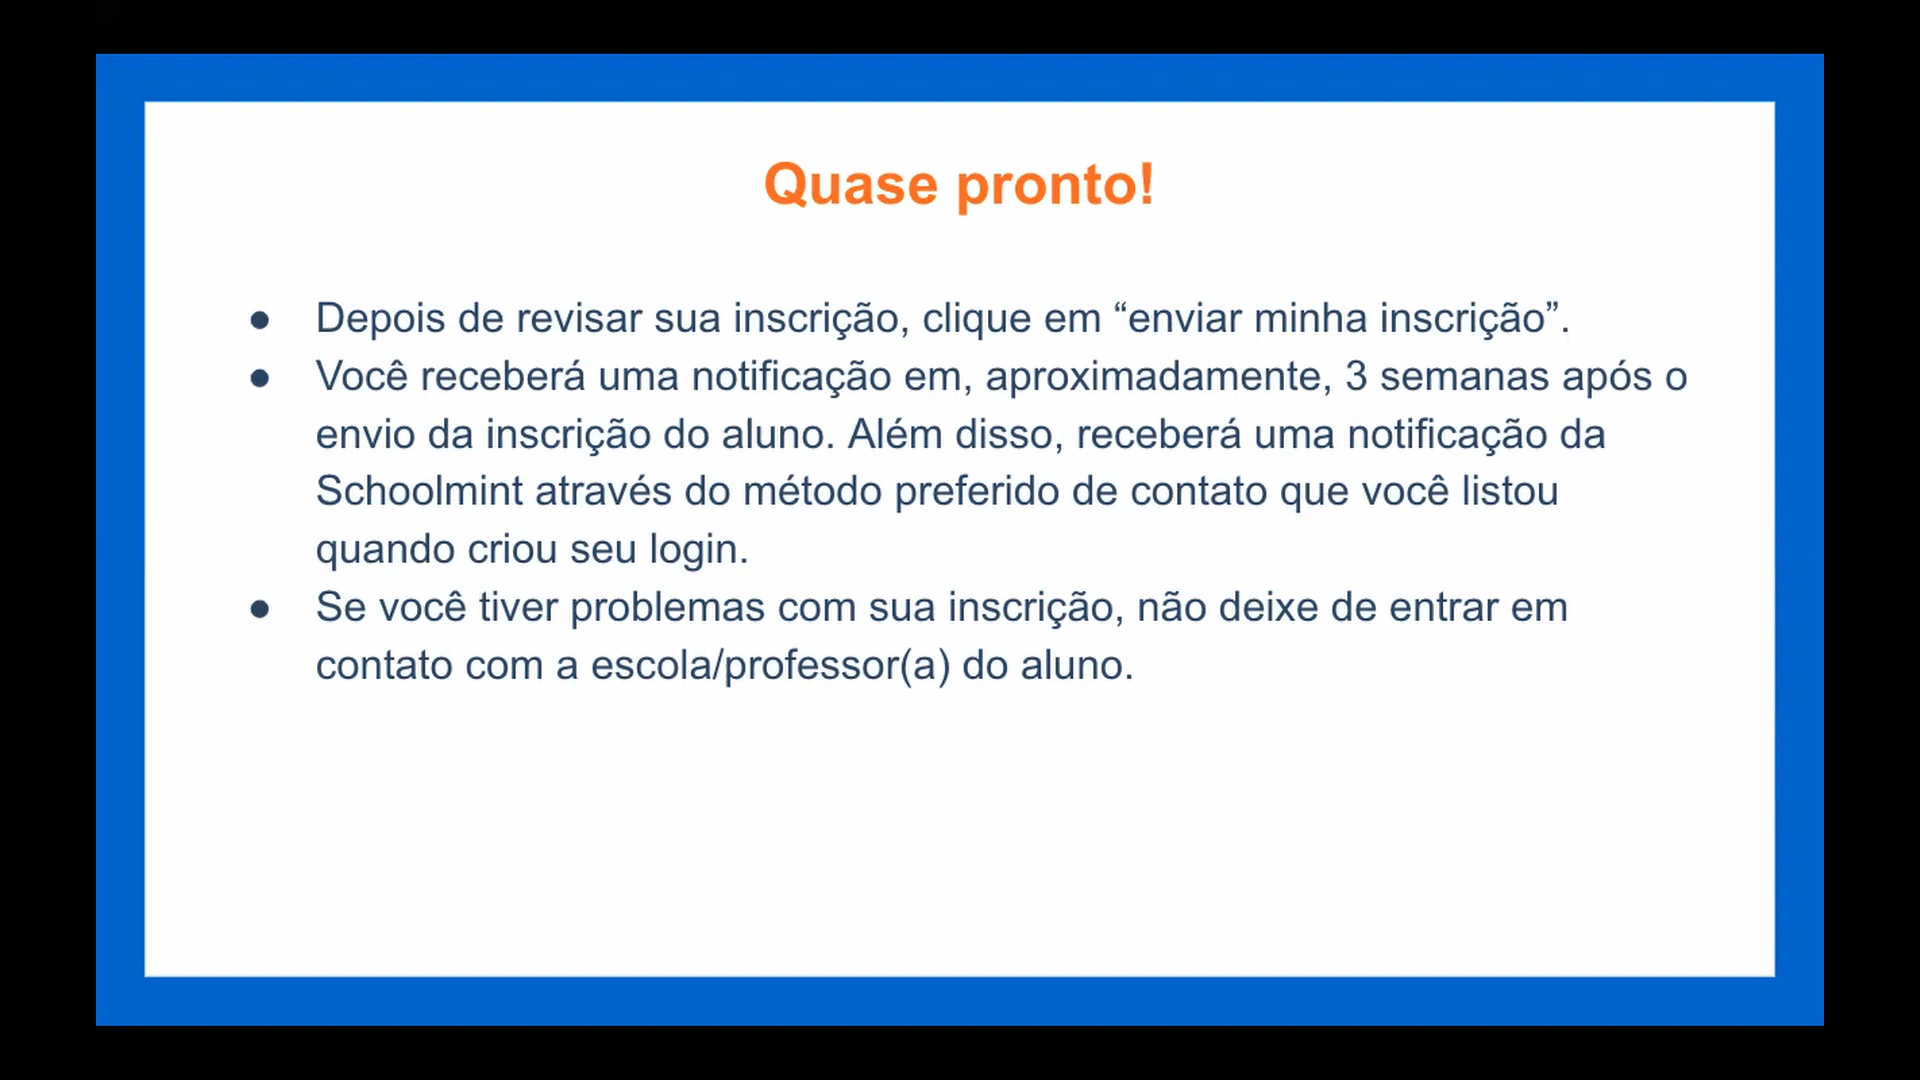 Quase pronto!
● Depois de revisar sua inscrição, clique em “enviar minha inscrição”.
● Você receberá uma notificação em, aproximadamente, 3 semanas após o
envio da inscrição do aluno. Além disso, receberá uma notificação da
Schoolmint através do método preferido de contato que você listou
quando criou seu login.
● Se você tiver problemas com sua inscrição, não deixe de entrar em
contato com a escola/professor(a) do aluno.